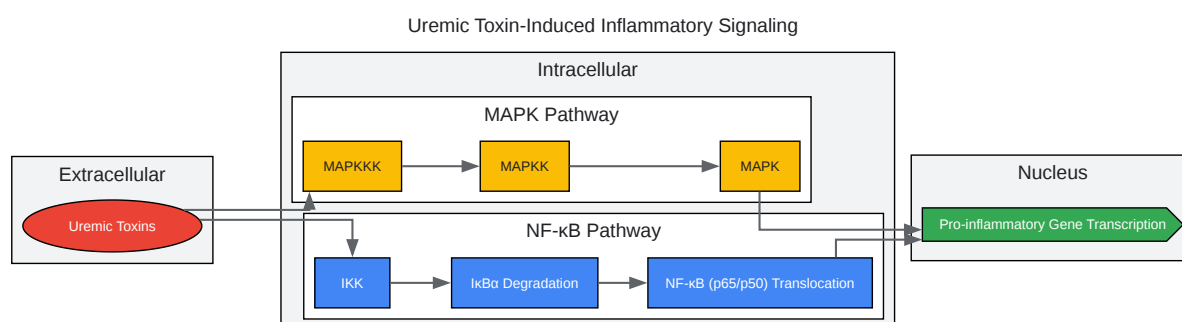 Uremic Toxin-Induced Inflammatory Signaling
Intracellular
MAPK Pathway
MAPKKK
MAPKK
MAPK
Extracellular
Uremic Toxins
NF-κB Pathway
IKK
IκBα Degradation
NF-κB (p65/p50) Translocation
Nucleus
Pro-inflammatory Gene Transcription